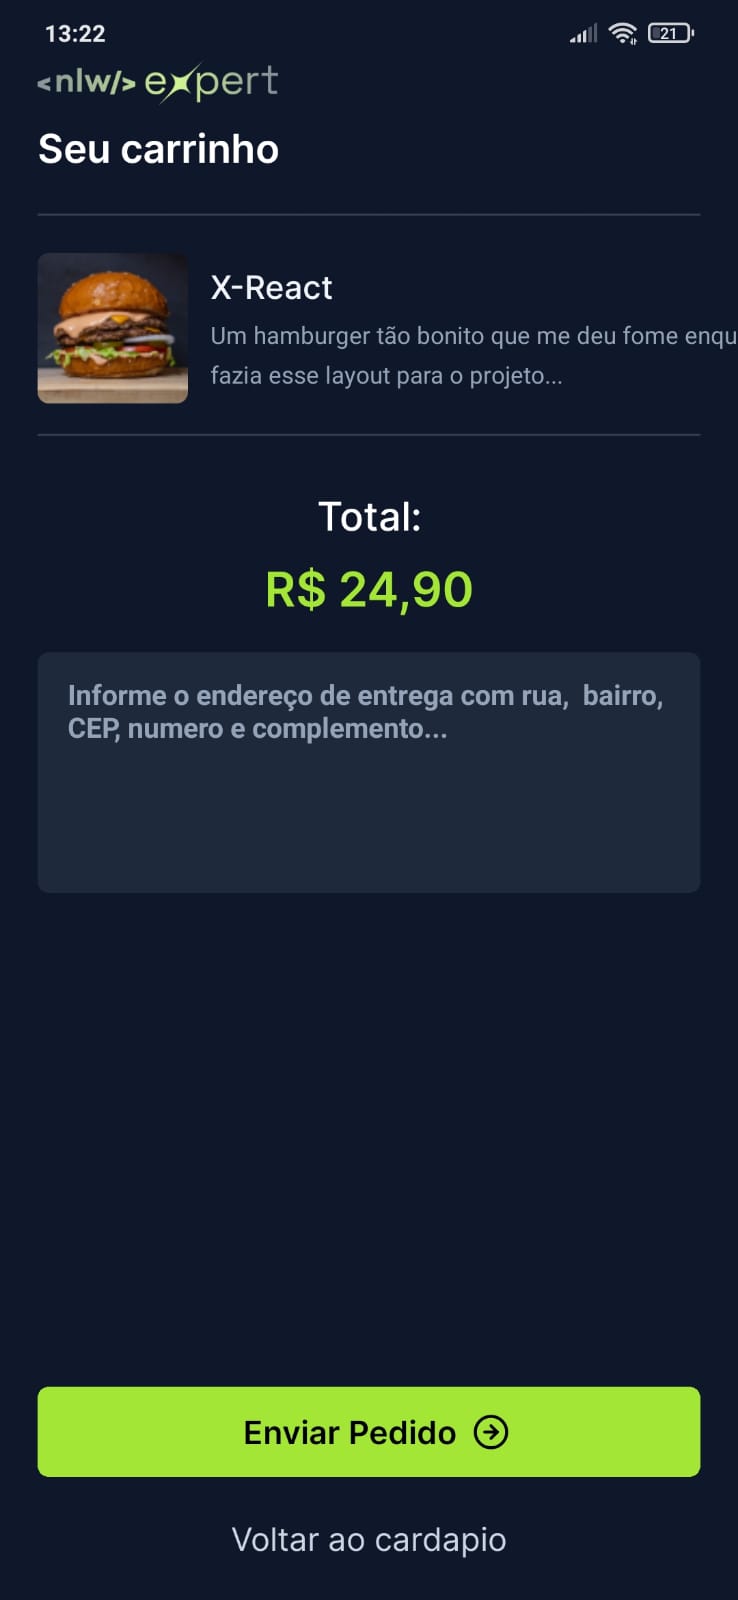 13:22
21
<nlw/> expert
Seu carrinho
X-React
Um hamburger tão bonito que me deu fome enqu
fazia esse layout para o projeto...
Total:
R$ 24,90
Informe o endereço de entrega com rua,  bairro,
CEP, numero e complemento...
Enviar Pedido
Voltar ao cardapio